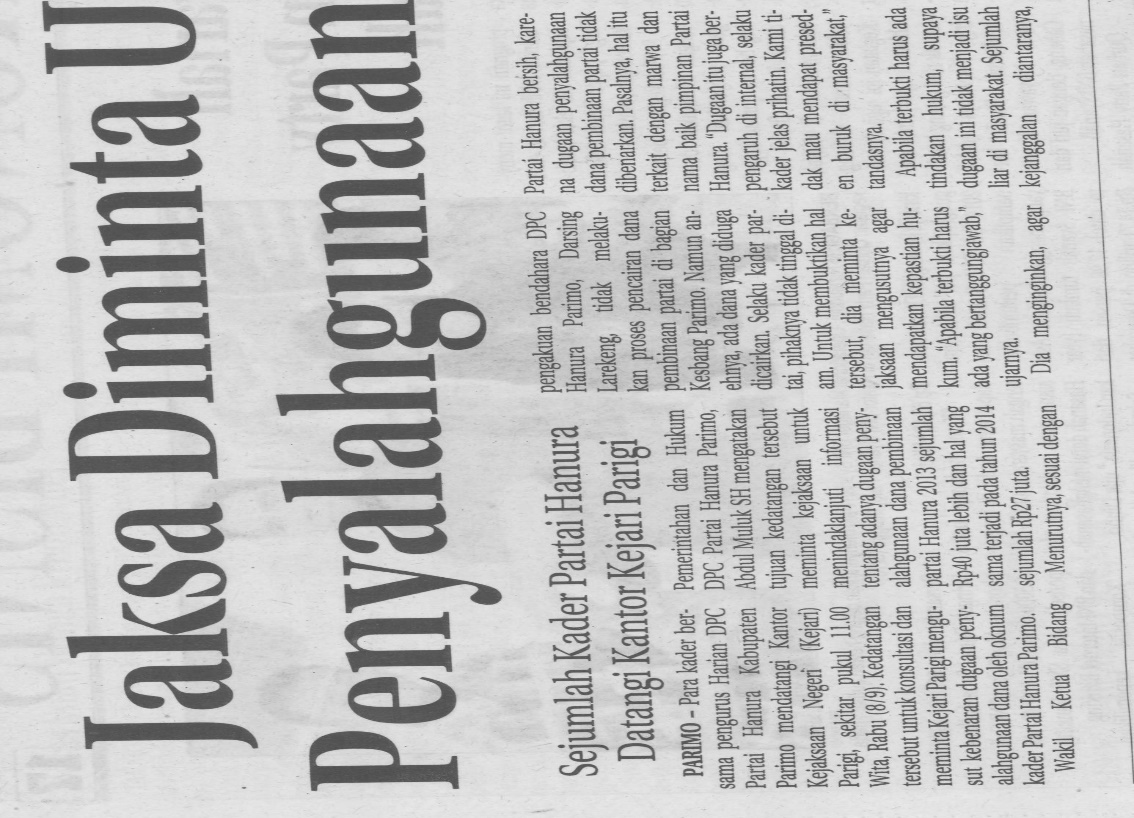 Jaksa Diminta U
Penyalahgunaan
Sejumlah Kader Partai Hanura
Datangi Kantor Kejari Parigi
PARIMO – Para kader ber-
sama pengurus Harian DPC
Partai Hanura Kabupaten
Parimo mendatangi Kantor
Kejaksaan Negeri (Kejari)
Parigi, sekitar pukul 11.00
Wita, Rabu (8/9). Kedatangan
tersebut untuk konsultasi dan
meminta Kejari Parigi mengu-
sut kebenaran dugaan peny-
alahgunaan dana oleh oknum
kader Partai Hanura Parimo.
Wakil Ketua Bidang
Pemerintahan dan Hukum
DPC Partai Hanura Parimo,
Abdul Muluk SH mengatakan
tujuan kedatangan tersebut
meminta kejaksaan untuk
menindaklanjuti informasi
tentang adanya dugaan peny-
alahgunaan dana pembinaan
partai Hanura 2013 sejumlah
Rp40 juta lebih dan hal yang
sama terjadi pada tahun 2014
sejumlah Rp27 juta.
Menurutnya, sesuai dengan
pengakuan bendahara DPC
Hanura Parimo, Darsing
Larekeng tidak melaku-
kan proses pencairan dana
pembinaan partai di bagian
Kesbang Parimo. Namun an-
ehnya, ada dana yang diduga
dicairkan. Selaku kader par-
tai, pihaknya tidak tinggal di-
am. Untuk membuktikan hal
tersebut, dia meminta ke-
jaksaan mengusutnya agar
mendapatkan kepastian hu-
kum. “Apabila terbukti harus
ada yang bertanggungjawab,”
ujarnya.
Dia menginginkan, agar
Partai Hanura bersih, kare-
na dugaan penyalahgunaan
dana pembinaan partai tidak
dibenarkan. Pasalnya, hal itu
terkait dengan marwa dan
nama baik pimpinan Partai
Hanura. “Dugaan itu juga ber-
pengaruh di internal, selaku
kader jelas prihatin. Kami ti-
dak mau mendapat presed-
en buruk di masyarakat,”
tandasnya.
Apabila terbukti harus ada
tindakan hukum, supaya
dugaan ini tidak menjadi isu
liar di masyarakat. Sejumlah
kejanggalan diantaranya,